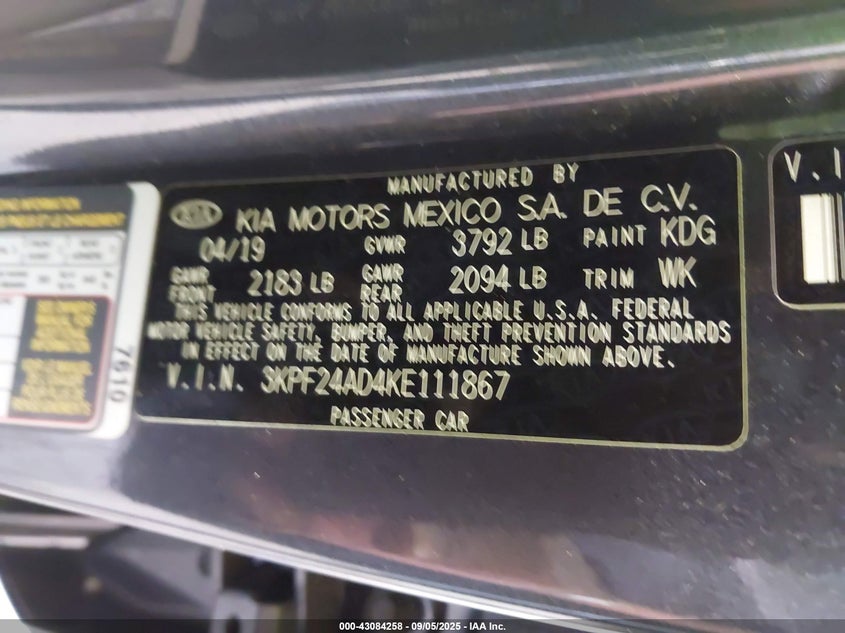 MANUFACTURED BY
KIA KIA MOTORS MEXICO S.A. DE C.V.
04/19 GVWR 3792 LB PAINT KDG
GAWR FRONT 2183 LB GAWR REAR 2094 LB TRIM WK
THIS VEHICLE CONFORMS TO ALL APPLICABLE U.S.A. FEDERAL
MOTOR VEHICLE SAFETY, BUMPER, AND THEFT PREVENTION STANDARDS
IN EFFECT ON THE DATE OF MANUFACTURE SHOWN ABOVE.
V.I.N. 3KPF24AD4KE111867
PASSENGER CAR
7610
V.I
000-43084258 - 09/05/2025 - IAA Inc.